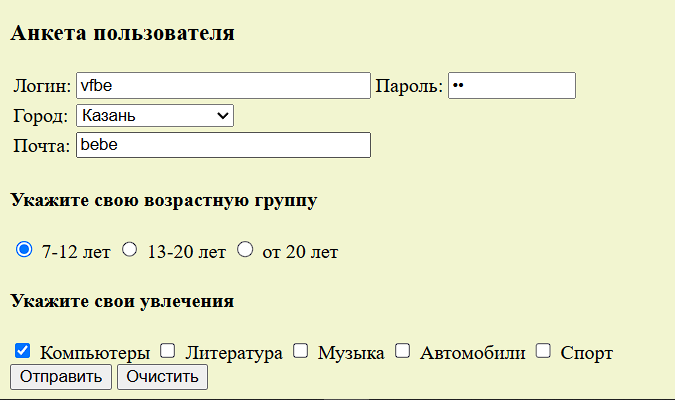 Анкета пользователя
Логин: vfbe Пароль: ••
Город: Казань
Почта: bebe
Укажите свою возрастную группу
7-12 лет 13-20 лет от 20 лет
Укажите свои увлечения
Компьютеры Литература Музыка Автомобили Спорт
Отправить Очистить